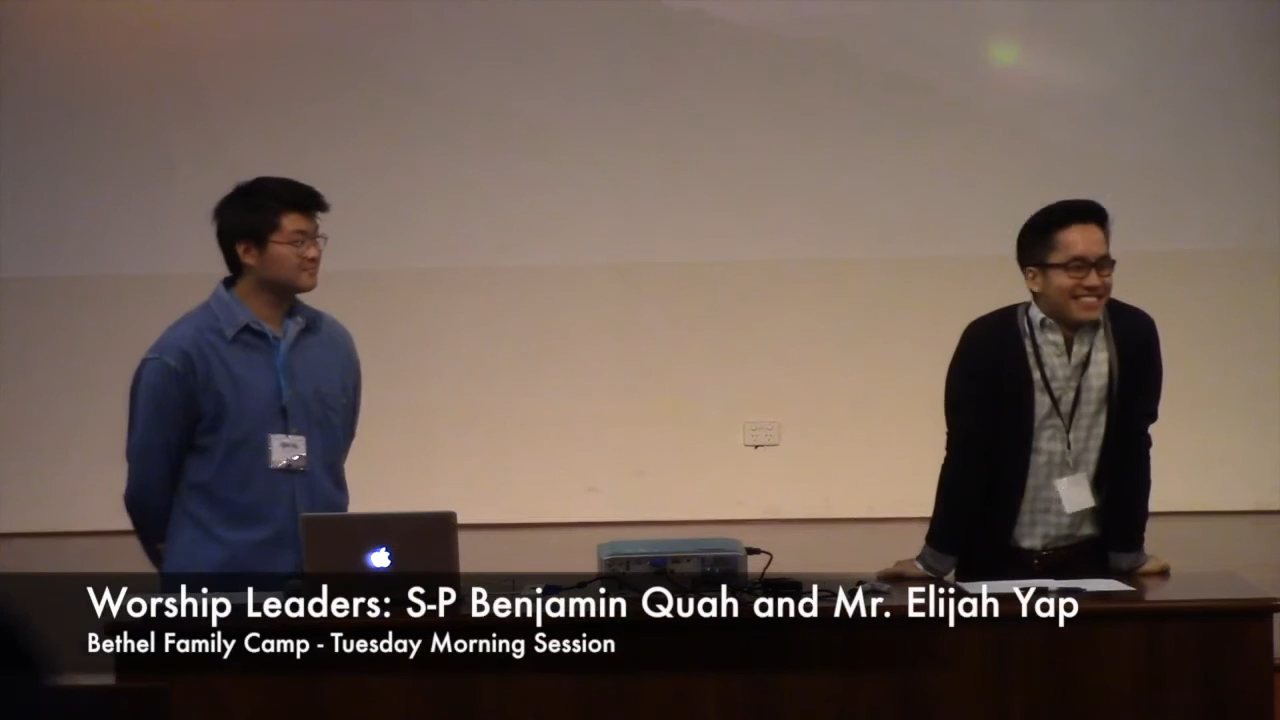 Worship Leaders: S-P Benjamin Quah and Mr. Elijah Yap
Bethel Family Camp - Tuesday Morning Session